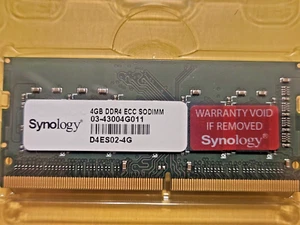 4GB DDR4 ECC SODIMM
03-43004G011
Synology
D4ES02-4G
WARRANTY VOID
IF REMOVED
Synology